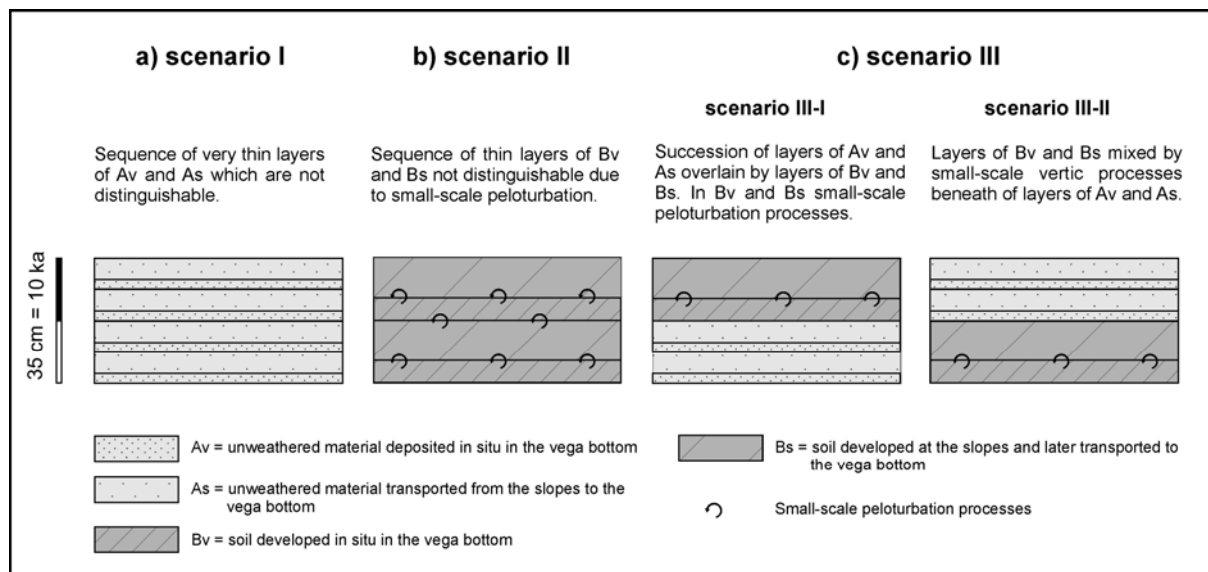 a) scenario I
b) scenario II
c) scenario III
scenario III-I
scenario III-II
Sequence of very thin layers
of Av and As which are not
distinguishable.
Sequence of thin layers of Bv
and Bs not distinguishable due
to small-scale peloturbation.
Succession of layers of Av and
As overlain by layers of Bv and
Bs. In Bv and Bs small-scale
peloturbation processes.
Layers of Bv and Bs mixed by
small-scale vertic processes
beneath of layers of Av and As.
35 cm = 10 ka
Av = unweathered material deposited in situ in the vega bottom
As = unweathered material transported from the slopes to the
vega bottom
Bv = soil developed in situ in the vega bottom
Bs = soil developed at the slopes and later transported to
the vega bottom
Small-scale peloturbation processes